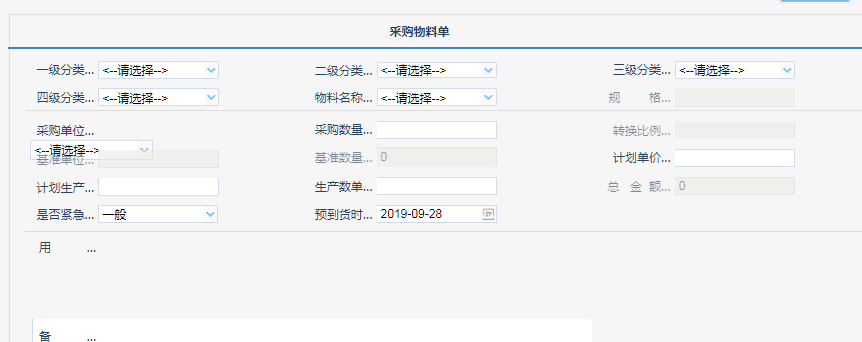 采购物料单
一级分类... <--请选择--> 二级分类... <--请选择--> 三级分类... <--请选择-->
四级分类... <--请选择--> 物料名称... <--请选择--> 规 格...
采购单位... 采购数量... 转换比例...
<--请选择-->
基准单位... 基准数量... 0 计划单价...
计划生产... 生产数单... 总 金 额... 0
是否紧急... 一般 预到货时... 2019-09-28
用 ...
备 ...